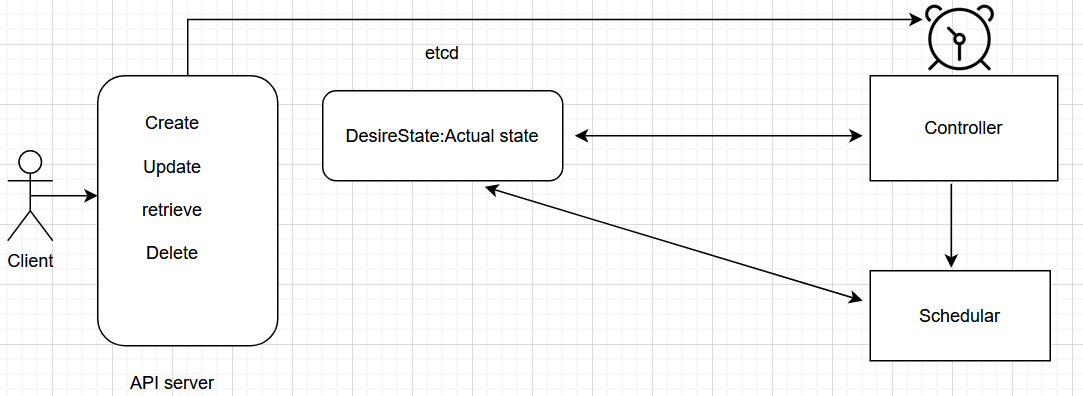 etcd
Create
Update
retrieve
Delete
Client
API server
DesireState:Actual state
Controller
Schedular